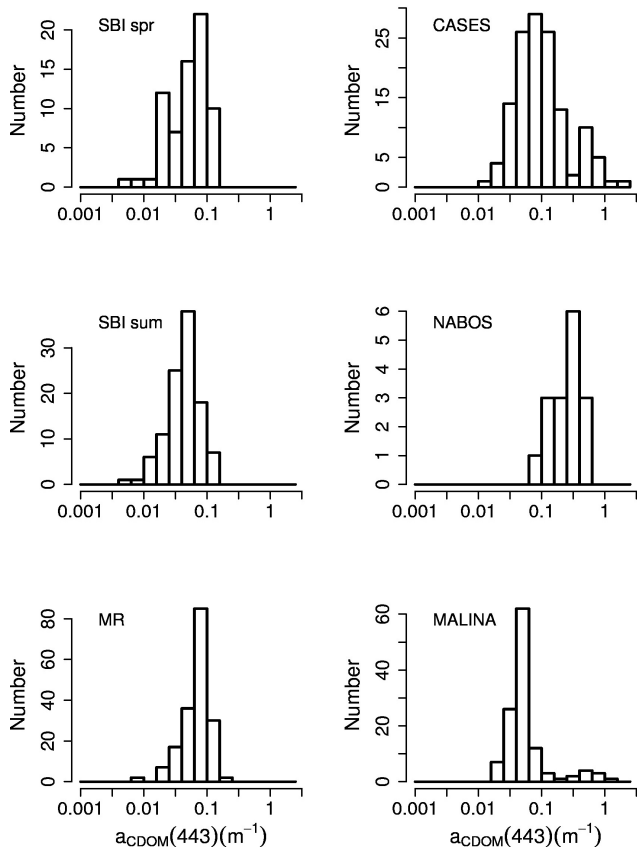 SBI spr
Number
0 5 10 15 20
0.001 0.01 0.1 1
CASES
Number
0 5 15 25
0.001 0.01 0.1 1
SBI sum
Number
0 10 20 30
0.001 0.01 0.1 1
NABOS
Number
0 1 2 3 4 5 6
0.001 0.01 0.1 1
MR
Number
0 20 40 60 80
0.001 0.01 0.1 1
aCDOM(443)(m−1)
MALINA
Number
0 20 40 60
0.001 0.01 0.1 1
aCDOM(443)(m−1)